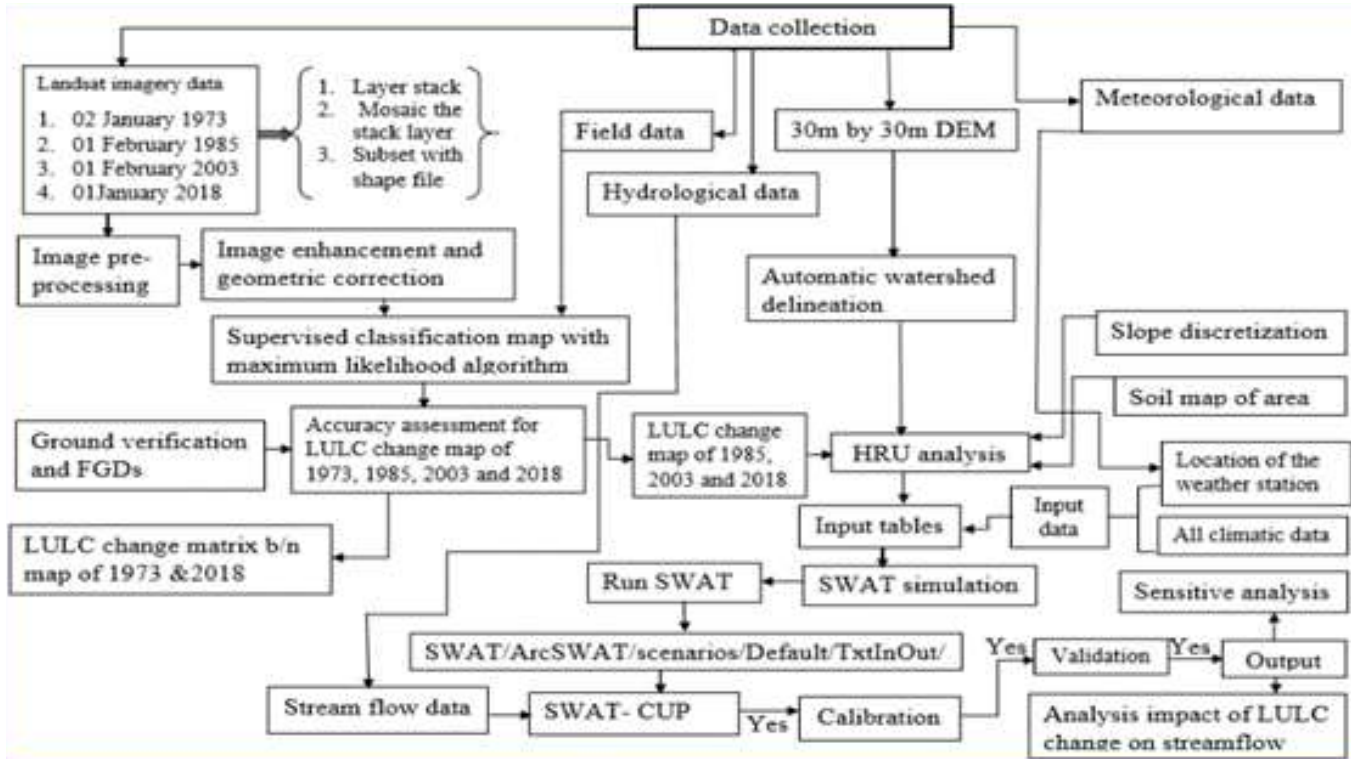 Data collection
Landsat imagery data
1. 02 January 1973
2. 01 February 1985
3. 01 February 2003
4. 01January 2018
1. Layer stack
2. Mosaic the
stack layer
3. Subset with
shape file
Field data
30m by 30m DEM
Meteorological data
Hydrological data
Image pre-
processing
Image enhancement and
geometric correction
Automatic watershed
delineation
Supervised classification map with
maximum likelihood algorithm
Slope discretization
Soil map of area
Ground verification
and FGDs
Accuracy assessment for
LULC change map of
1973, 1985, 2003 and 2018
LULC change
map of 1985,
2003 and 2018
HRU analysis
Location of the
weather station
Input tables
Input
data
All climatic data
LULC change matrix b/n
map of 1973 &2018
Run SWAT
SWAT simulation
Sensitive analysis
SWAT/ArcSWAT/scenarios/Default/TxtInOut/
Yes
Validation
Yes
Output
Stream flow data
SWAT- CUP
Yes
Calibration
Analysis impact of LULC
change on streamflow